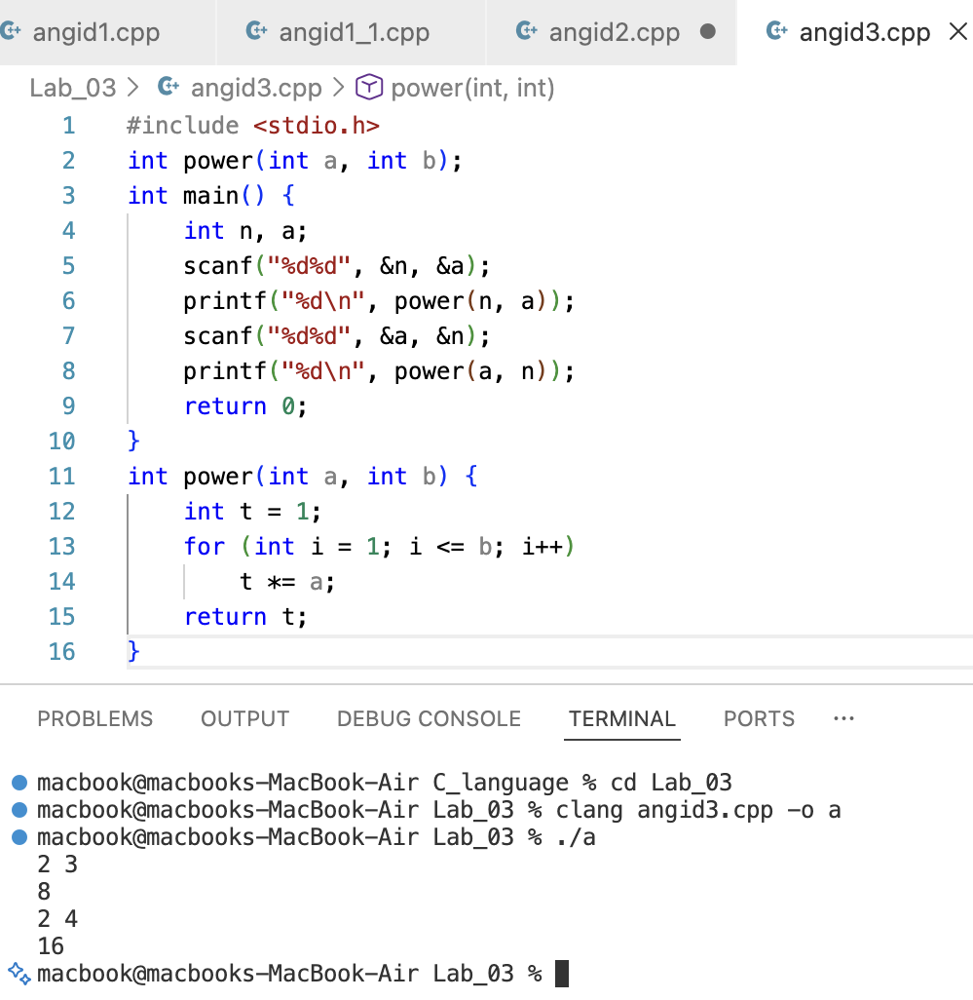 angid1.cpp angid1_1.cpp angid2.cpp angid3.cpp
Lab_03 > angid3.cpp > power(int, int)
1 #include <stdio.h>
2 int power(int a, int b);
3 int main() {
4     int n, a;
5     scanf("%d%d", &n, &a);
6     printf("%d\n", power(n, a));
7     scanf("%d%d", &a, &n);
8     printf("%d\n", power(a, n));
9     return 0;
10 }
11 int power(int a, int b) {
12     int t = 1;
13     for (int i = 1; i <= b; i++)
14         t *= a;
15     return t;
16 }
PROBLEMS OUTPUT DEBUG CONSOLE TERMINAL PORTS ···
macbook@macbooks-MacBook-Air C_language % cd Lab_03
macbook@macbooks-MacBook-Air Lab_03 % clang angid3.cpp -o a
macbook@macbooks-MacBook-Air Lab_03 % ./a
2 3
8
2 4
16
macbook@macbooks-MacBook-Air Lab_03 %